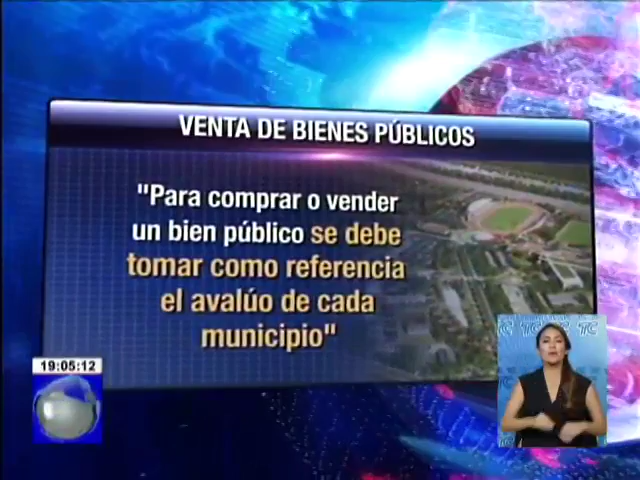 VENTA DE BIENES PÚBLICOS
"Para comprar o vender
un bien público se debe
tomar como referencia
el avalúo de cada
municipio"
19:05:12
TC TC